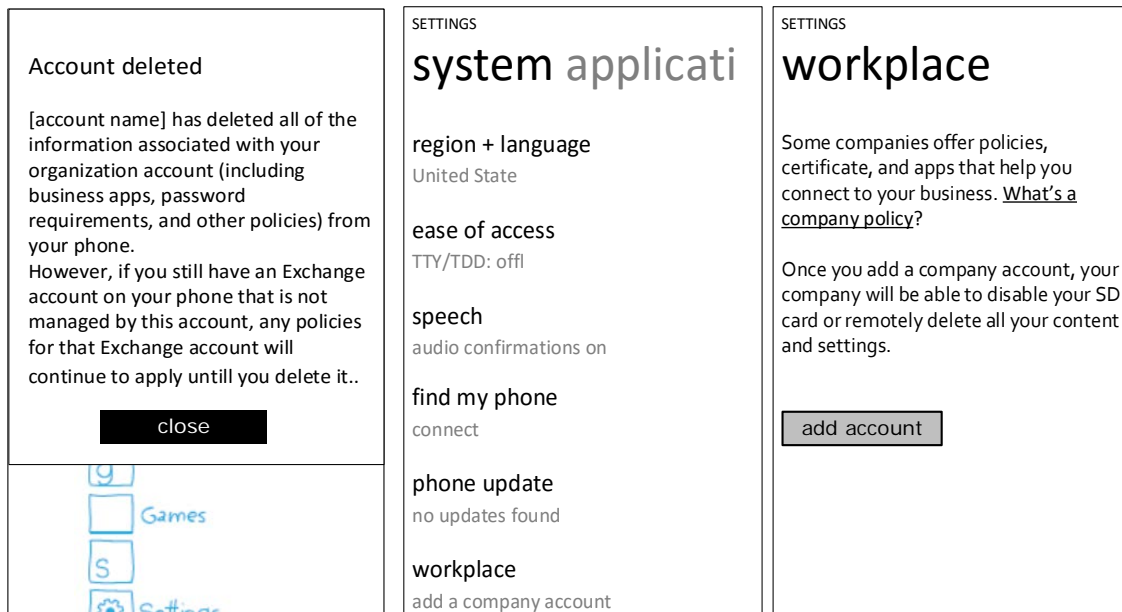 Account deleted
[account name] has deleted all of the
information associated with your
organization account (including
business apps, password
requirements, and other policies) from
your phone.
However, if you still have an Exchange
account on your phone that is not
managed by this account, any policies
for that Exchange account will
continue to apply untill you delete it..
close
g
Games
S
Settings
SETTINGS
system applicati
region + language
United State
ease of access
TTY/TDD: offl
speech
audio confirmations on
find my phone
connect
phone update
no updates found
workplace
add a company account
SETTINGS
workplace
Some companies offer policies,
certificate, and apps that help you
connect to your business. What's a
company policy?
Once you add a company account, your
company will be able to disable your SD
card or remotely delete all your content
and settings.
add account